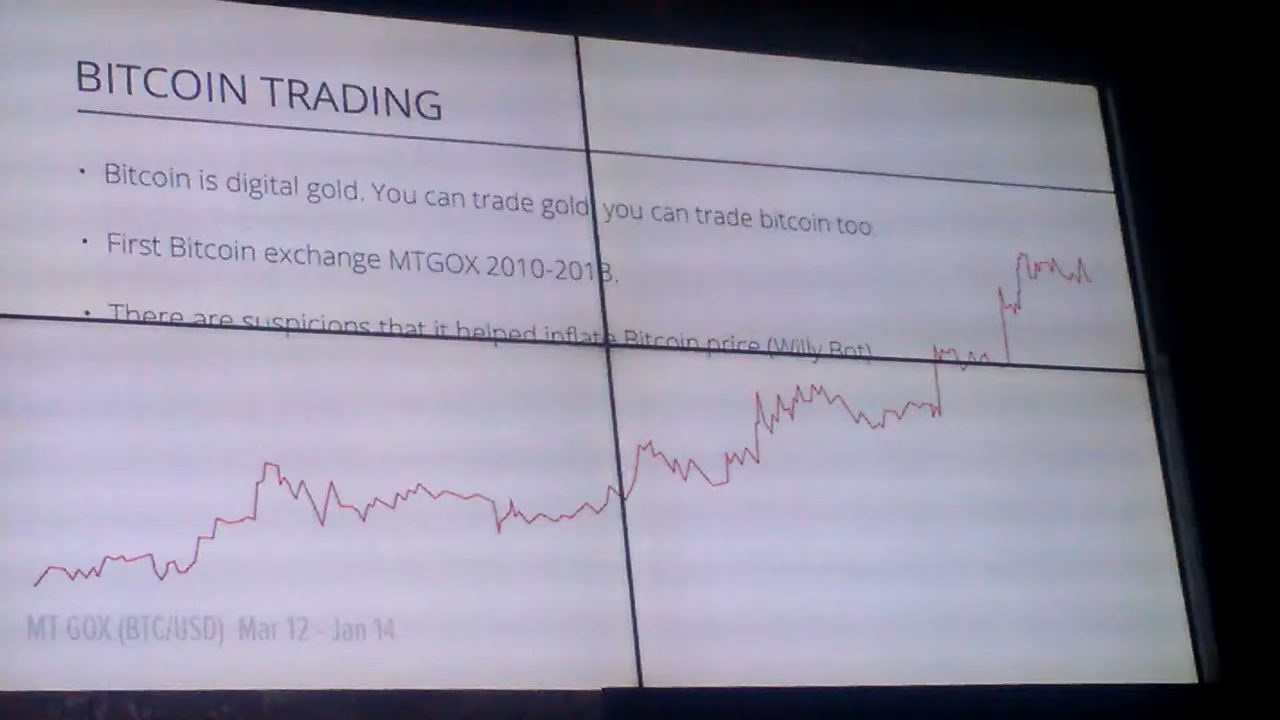 BITCOIN TRADING
• Bitcoin is digital gold. You can trade gold, you can trade bitcoin too.
• First Bitcoin exchange MTGOX 2010-2013.
• There are suspicions that it helped inflate Bitcoin price (Willy Bot)
MT GOX (BTC/USD) Mar 12 - Jan 14